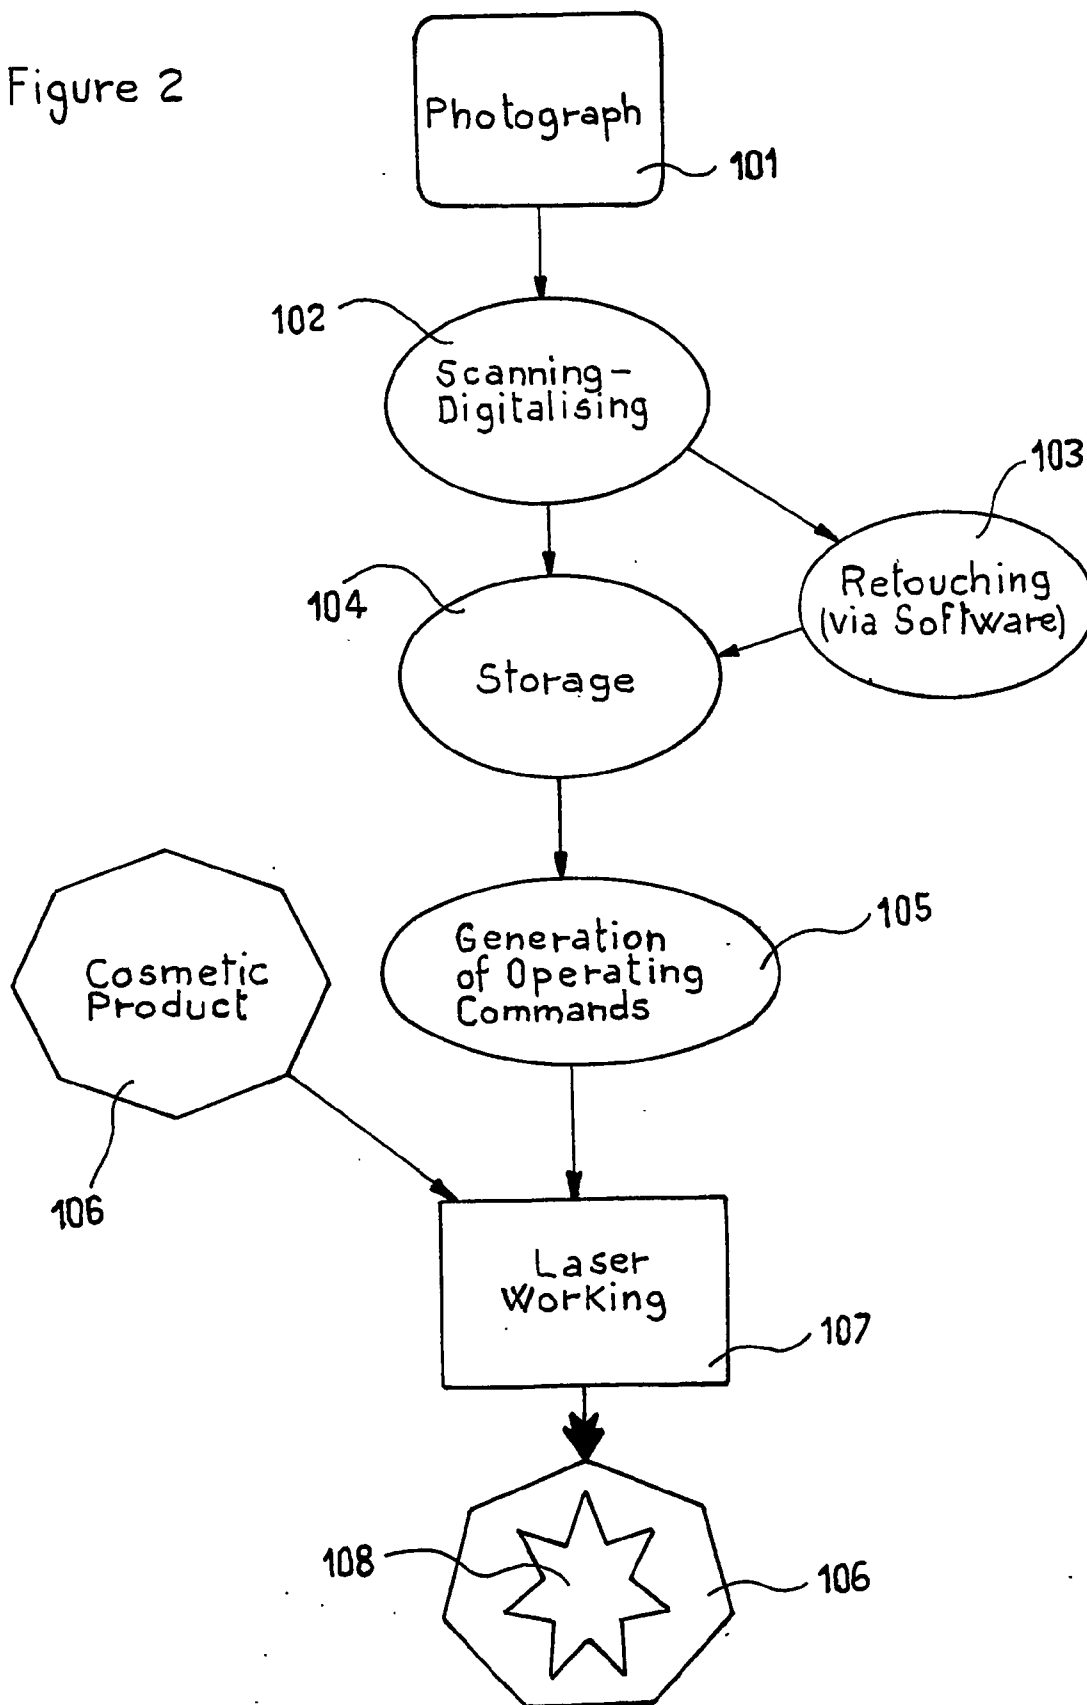 Figure 2
Photograph
101
102
Scanning-
Digitalising
103
Retouching
(via Software)
104
Storage
105
Generation
of Operating
Commands
Cosmetic
Product
106
Laser
Working
107
108
106